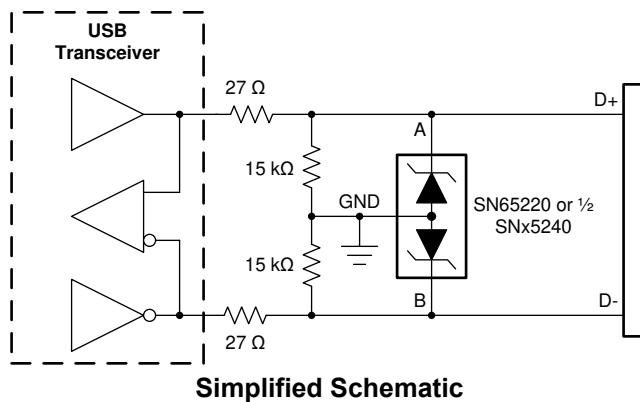 USB
Transceiver
27 Ω
D+
A
15 kΩ
GND
SN65220 or ½
SNx5240
15 kΩ
B
D-
27 Ω
Simplified Schematic